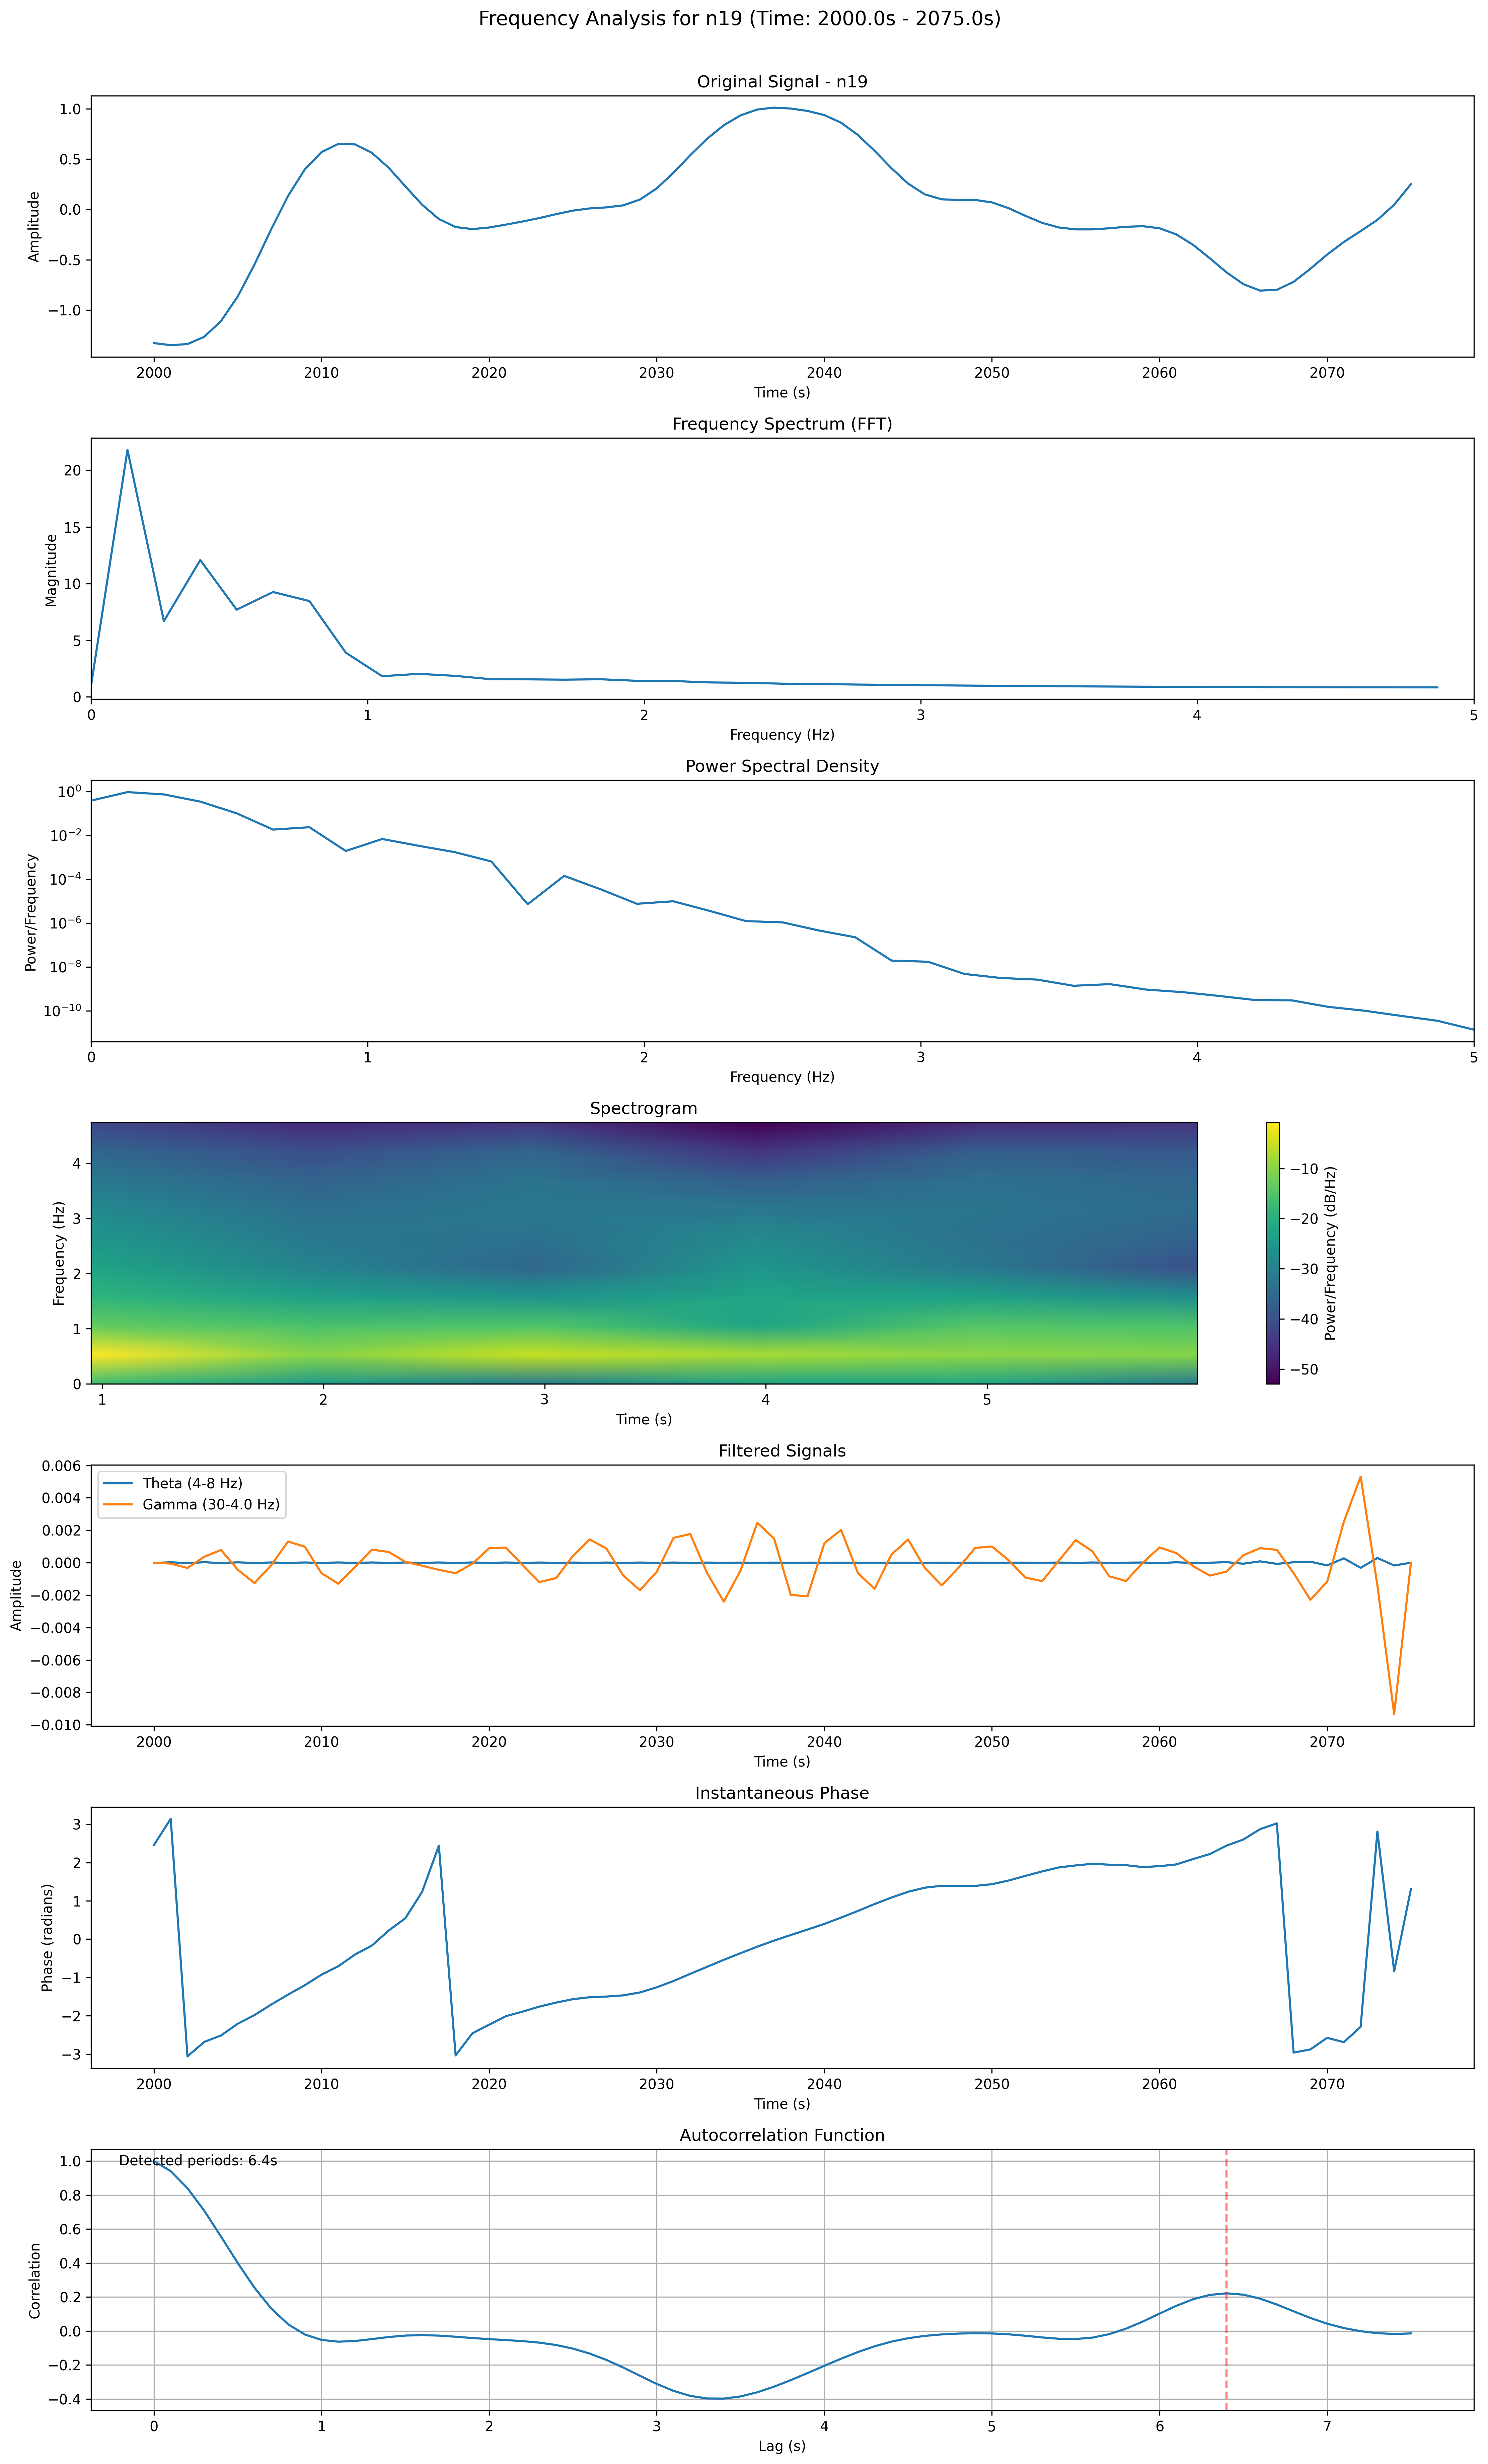 Frequency Analysis for n19 (Time: 2000.0s - 2075.0s)
Original Signal - n19
1.0
0.5
0.0
−0.5
−1.0
Amplitude
2000 2010 2020 2030 2040 2050 2060 2070
Time (s)
Frequency Spectrum (FFT)
20
15
10
5
0
Magnitude
0 1 2 3 4 5
Frequency (Hz)
Power Spectral Density
10⁰
10⁻²
10⁻⁴
10⁻⁶
10⁻⁸
10⁻¹⁰
Power/Frequency
0 1 2 3 4 5
Frequency (Hz)
Spectrogram
4
3
2
1
0
Frequency (Hz)
1 2 3 4 5
Time (s)
−10
−20
−30
−40
−50
Power/Frequency (dB/Hz)
Filtered Signals
Theta (4-8 Hz)
Gamma (30-4.0 Hz)
0.006
0.004
0.002
0.000
−0.002
−0.004
−0.006
−0.008
−0.010
Amplitude
2000 2010 2020 2030 2040 2050 2060 2070
Time (s)
Instantaneous Phase
3
2
1
0
−1
−2
−3
Phase (radians)
2000 2010 2020 2030 2040 2050 2060 2070
Time (s)
Autocorrelation Function
Detected periods: 6.4s
1.0
0.8
0.6
0.4
0.2
0.0
−0.2
−0.4
Correlation
0 1 2 3 4 5 6 7
Lag (s)